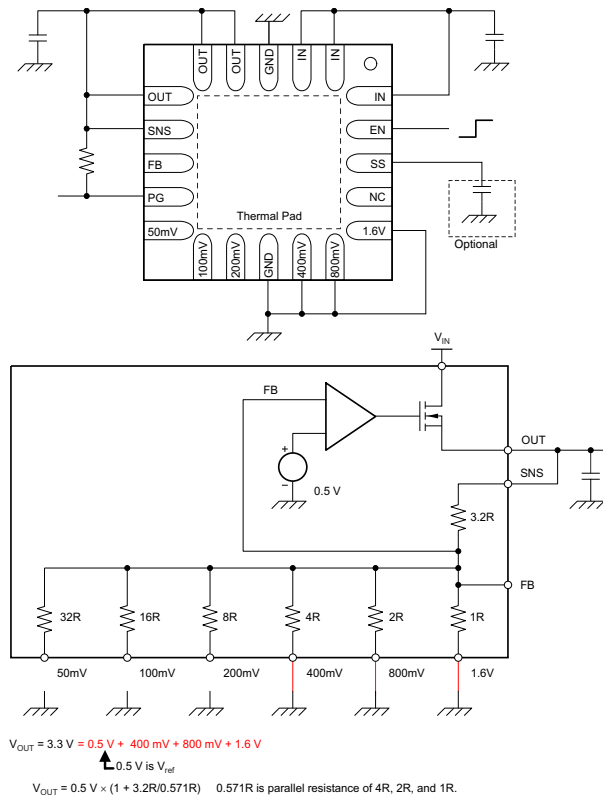 OUT
OUT
GND
IN
IN
OUT
SNS
FB
PG
50mV
IN
EN
SS
NC
1.6V
Thermal Pad
100mV
200mV
GND
400mV
800mV
Optional
VIN
FB
OUT
SNS
0.5 V
3.2R
FB
32R
16R
8R
4R
2R
1R
50mV
100mV
200mV
400mV
800mV
1.6V
VOUT = 3.3 V = 0.5 V + 400 mV + 800 mV + 1.6 V
0.5 V is Vref
VOUT = 0.5 V × (1 + 3.2R/0.571R) 0.571R is parallel resistance of 4R, 2R, and 1R.